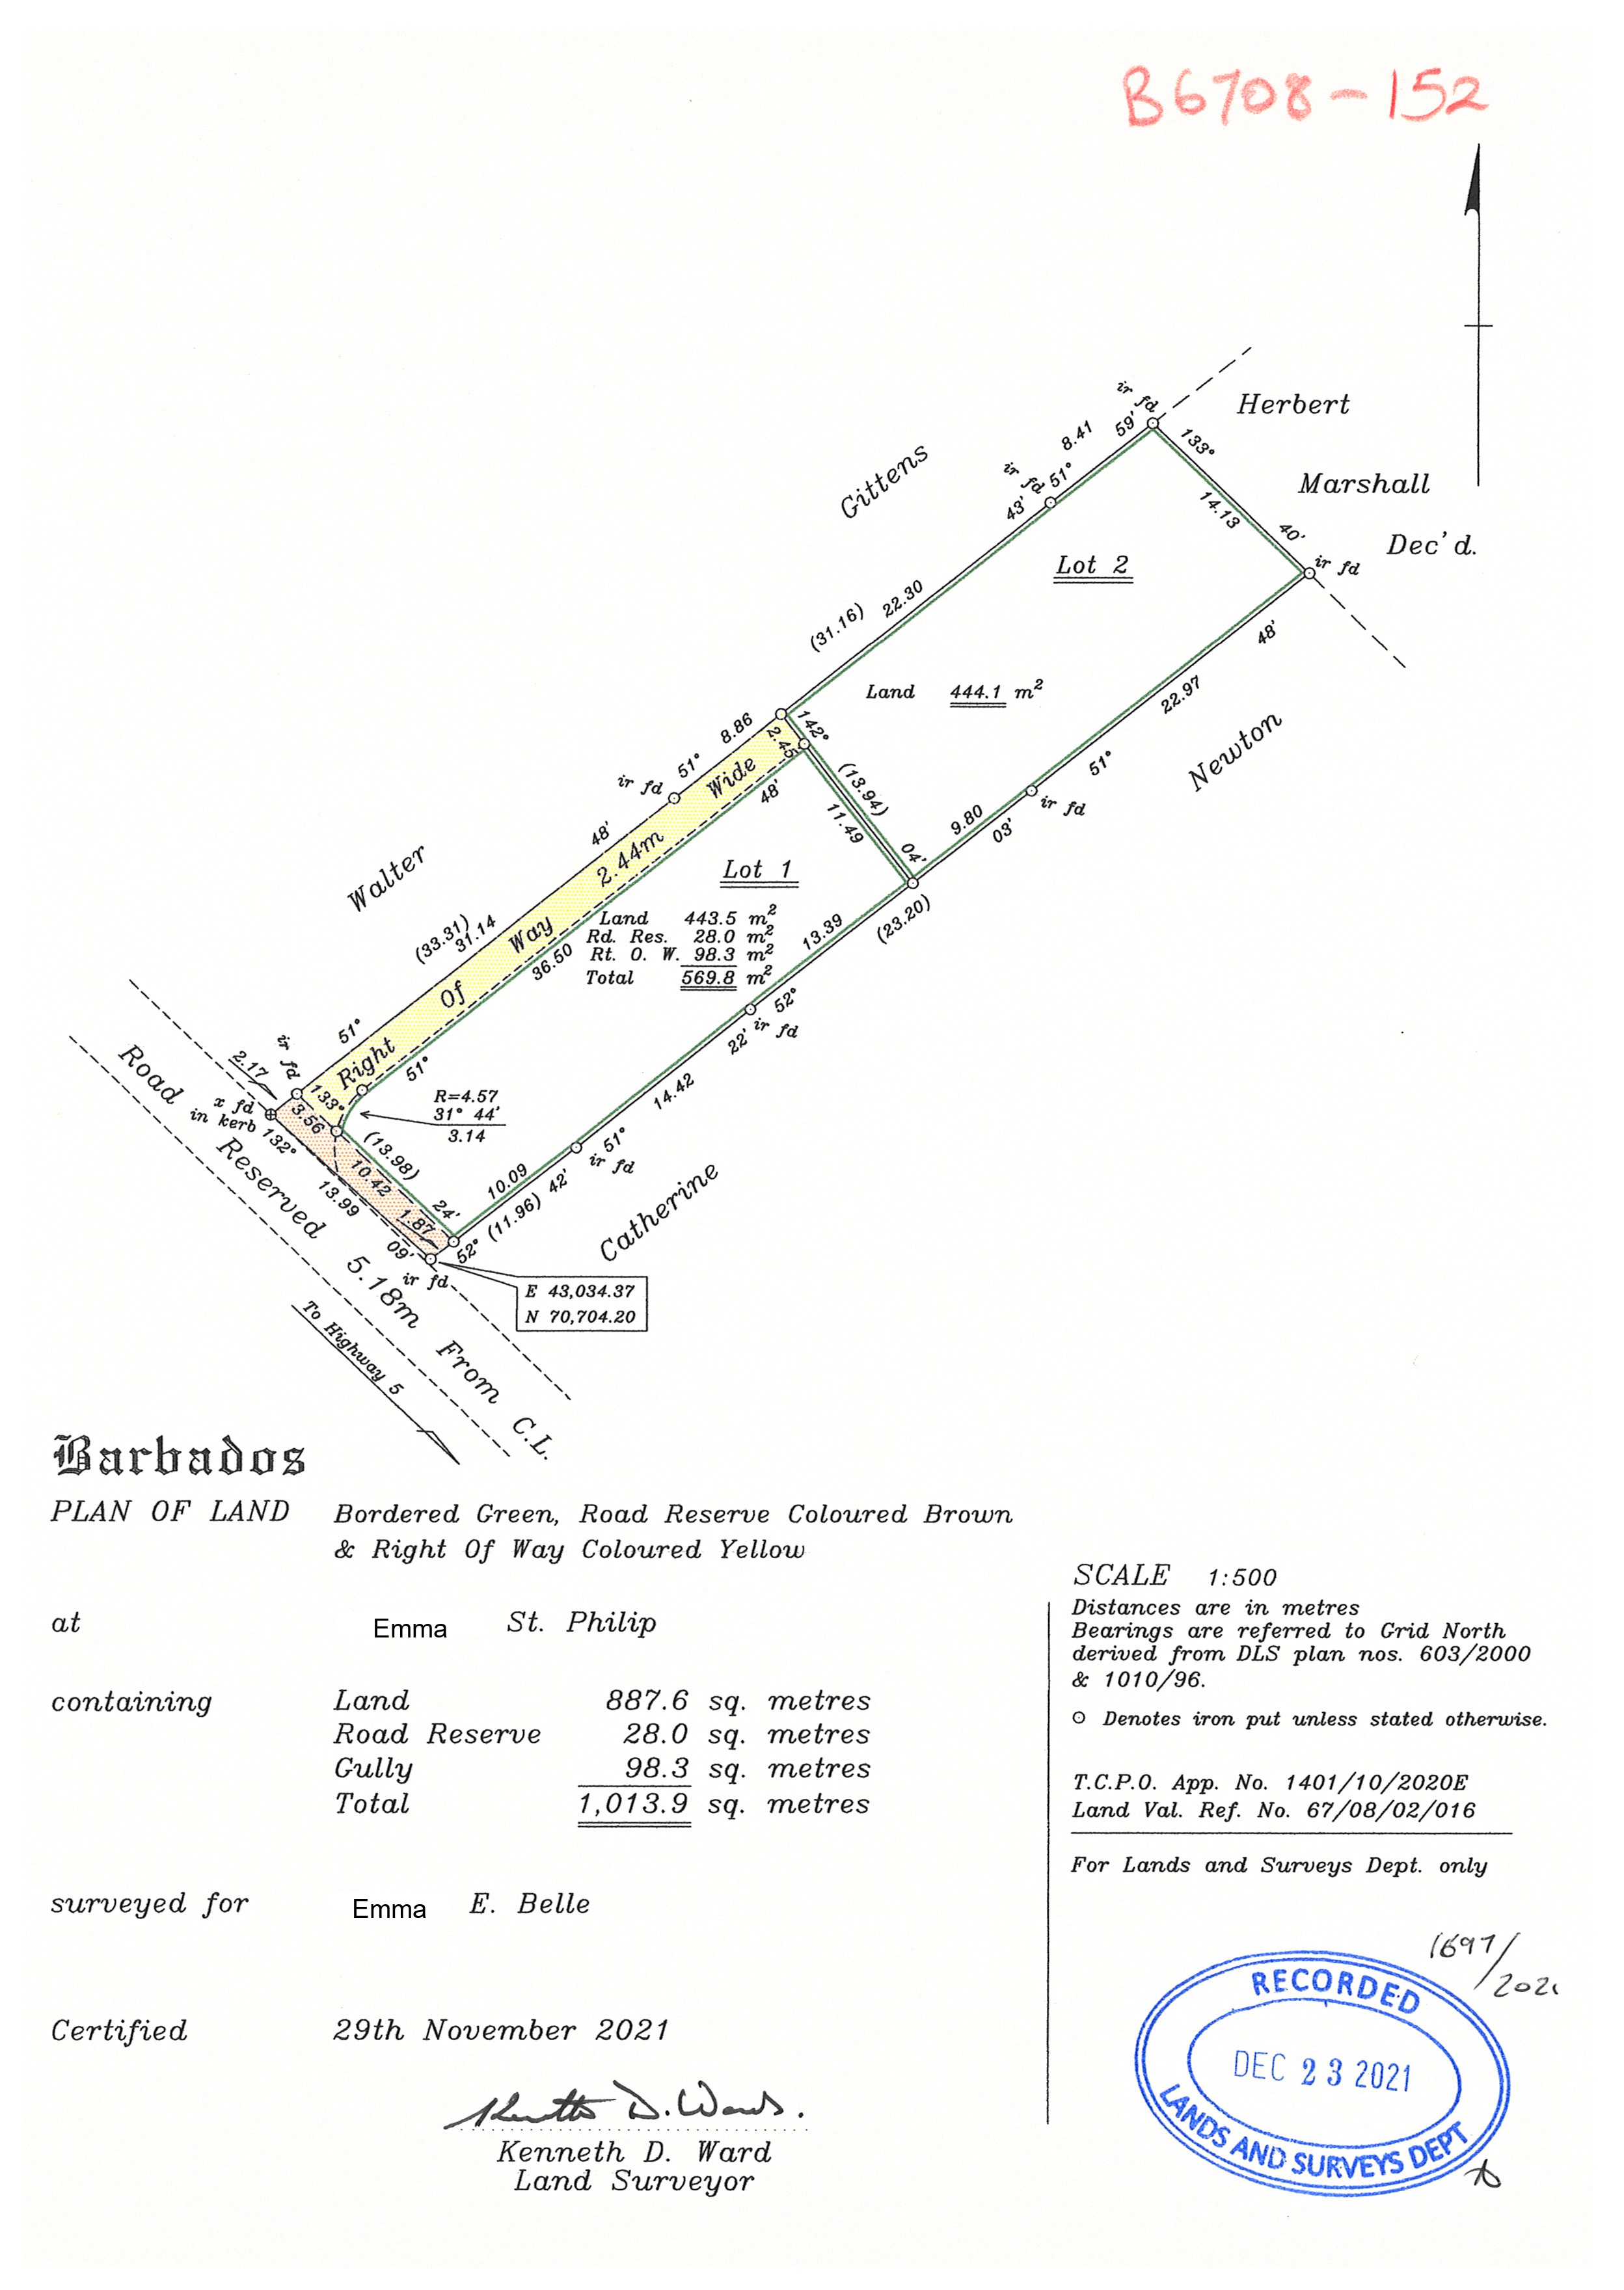 B6708-152
ir fd
Herbert
59'
133°
8.41
Gittens
ir fd
51°
43'
Marshall
14.13
40'
Dec'd.
ir fd
Lot 2
22.30
(31.16)
48'
Land 444.1 m²
22.97
Newton
8.86
142°
2.45
51°
ir fd
Wide
48'
(13.94)
11.49
51°
ir fd
9.80
03'
04'
48'
2.44m
Walter
Lot 1
(33.31)
31.14
Way
36.50
Land 443.5 m²
Rd. Res. 28.0 m²
Rt. O. W. 98.3 m²
Total 569.8 m²
13.39
(23.20)
Of
52°
22'
ir fd
51°
Right
51°
ir fd
2.17
133°
3.56
x fd
in kerb
132°
R=4.57
31° 44'
3.14
14.42
(13.98)
10.42
13.99
24'
1.87
09'
ir fd
52°
10.09
(11.96)
42'
51°
ir fd
Catherine
E 43,034.37
N 70,704.20
Road Reserved 5.18m From C.L.
To Highway 5
Barbados
PLAN OF LAND Bordered Green, Road Reserve Coloured Brown
& Right Of Way Coloured Yellow
at Emma St. Philip
containing Land 887.6 sq. metres
Road Reserve 28.0 sq. metres
Gully 98.3 sq. metres
Total 1,013.9 sq. metres
surveyed for Emma E. Belle
Certified 29th November 2021
Kenneth D. Ward.
Kenneth D. Ward
Land Surveyor
SCALE 1:500
Distances are in metres
Bearings are referred to Grid North
derived from DLS plan nos. 603/2000
& 1010/96.
Denotes iron put unless stated otherwise.
T.C.P.O. App. No. 1401/10/2020E
Land Val. Ref. No. 67/08/02/016
For Lands and Surveys Dept. only
1697/2021
RECORDED
DEC 23 2021
LANDS AND SURVEYS DEPT